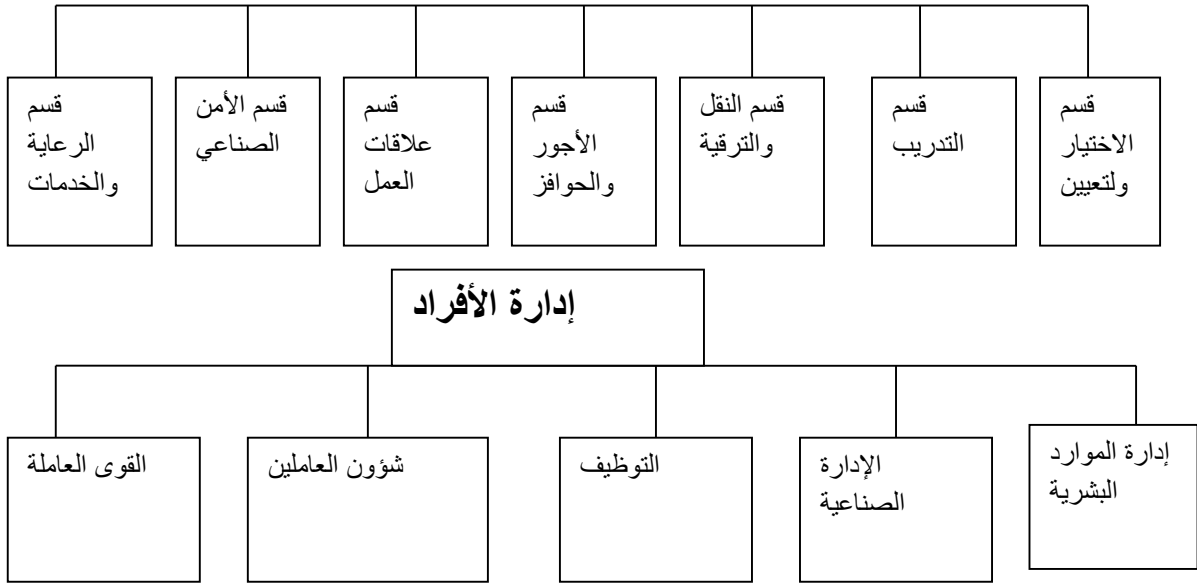 قسم
الاختيار
ولتعيين
قسم
التدريب
قسم النقل
والترقية
قسم
الأجور
والحوافز
قسم
علاقات
العمل
قسم الأمن
الصناعي
قسم
الرعاية
والخدمات
إدارة الأفراد
إدارة الموارد
البشرية
الإدارة
الصناعية
التوظيف
شؤون العاملين
القوى العاملة